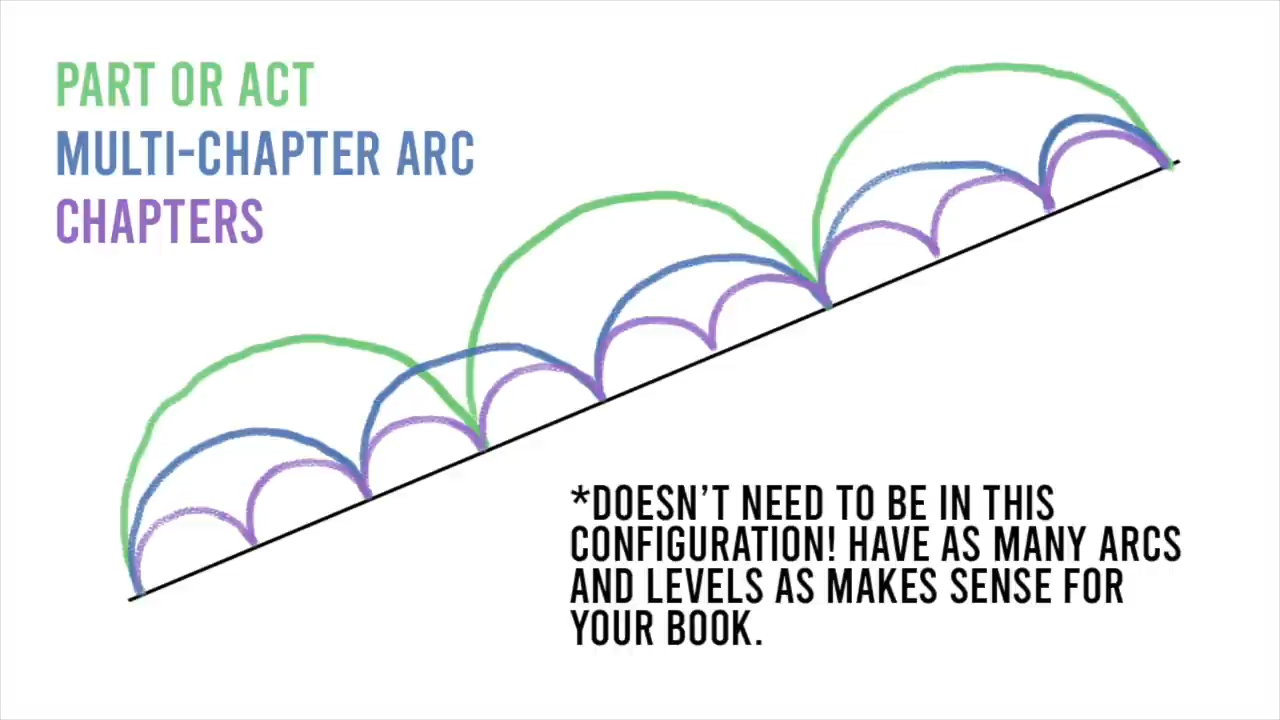 PART OR ACT
MULTI-CHAPTER ARC
CHAPTERS
*DOESN'T NEED TO BE IN THIS
CONFIGURATION! HAVE AS MANY ARCS
AND LEVELS AS MAKES SENSE FOR
YOUR BOOK.